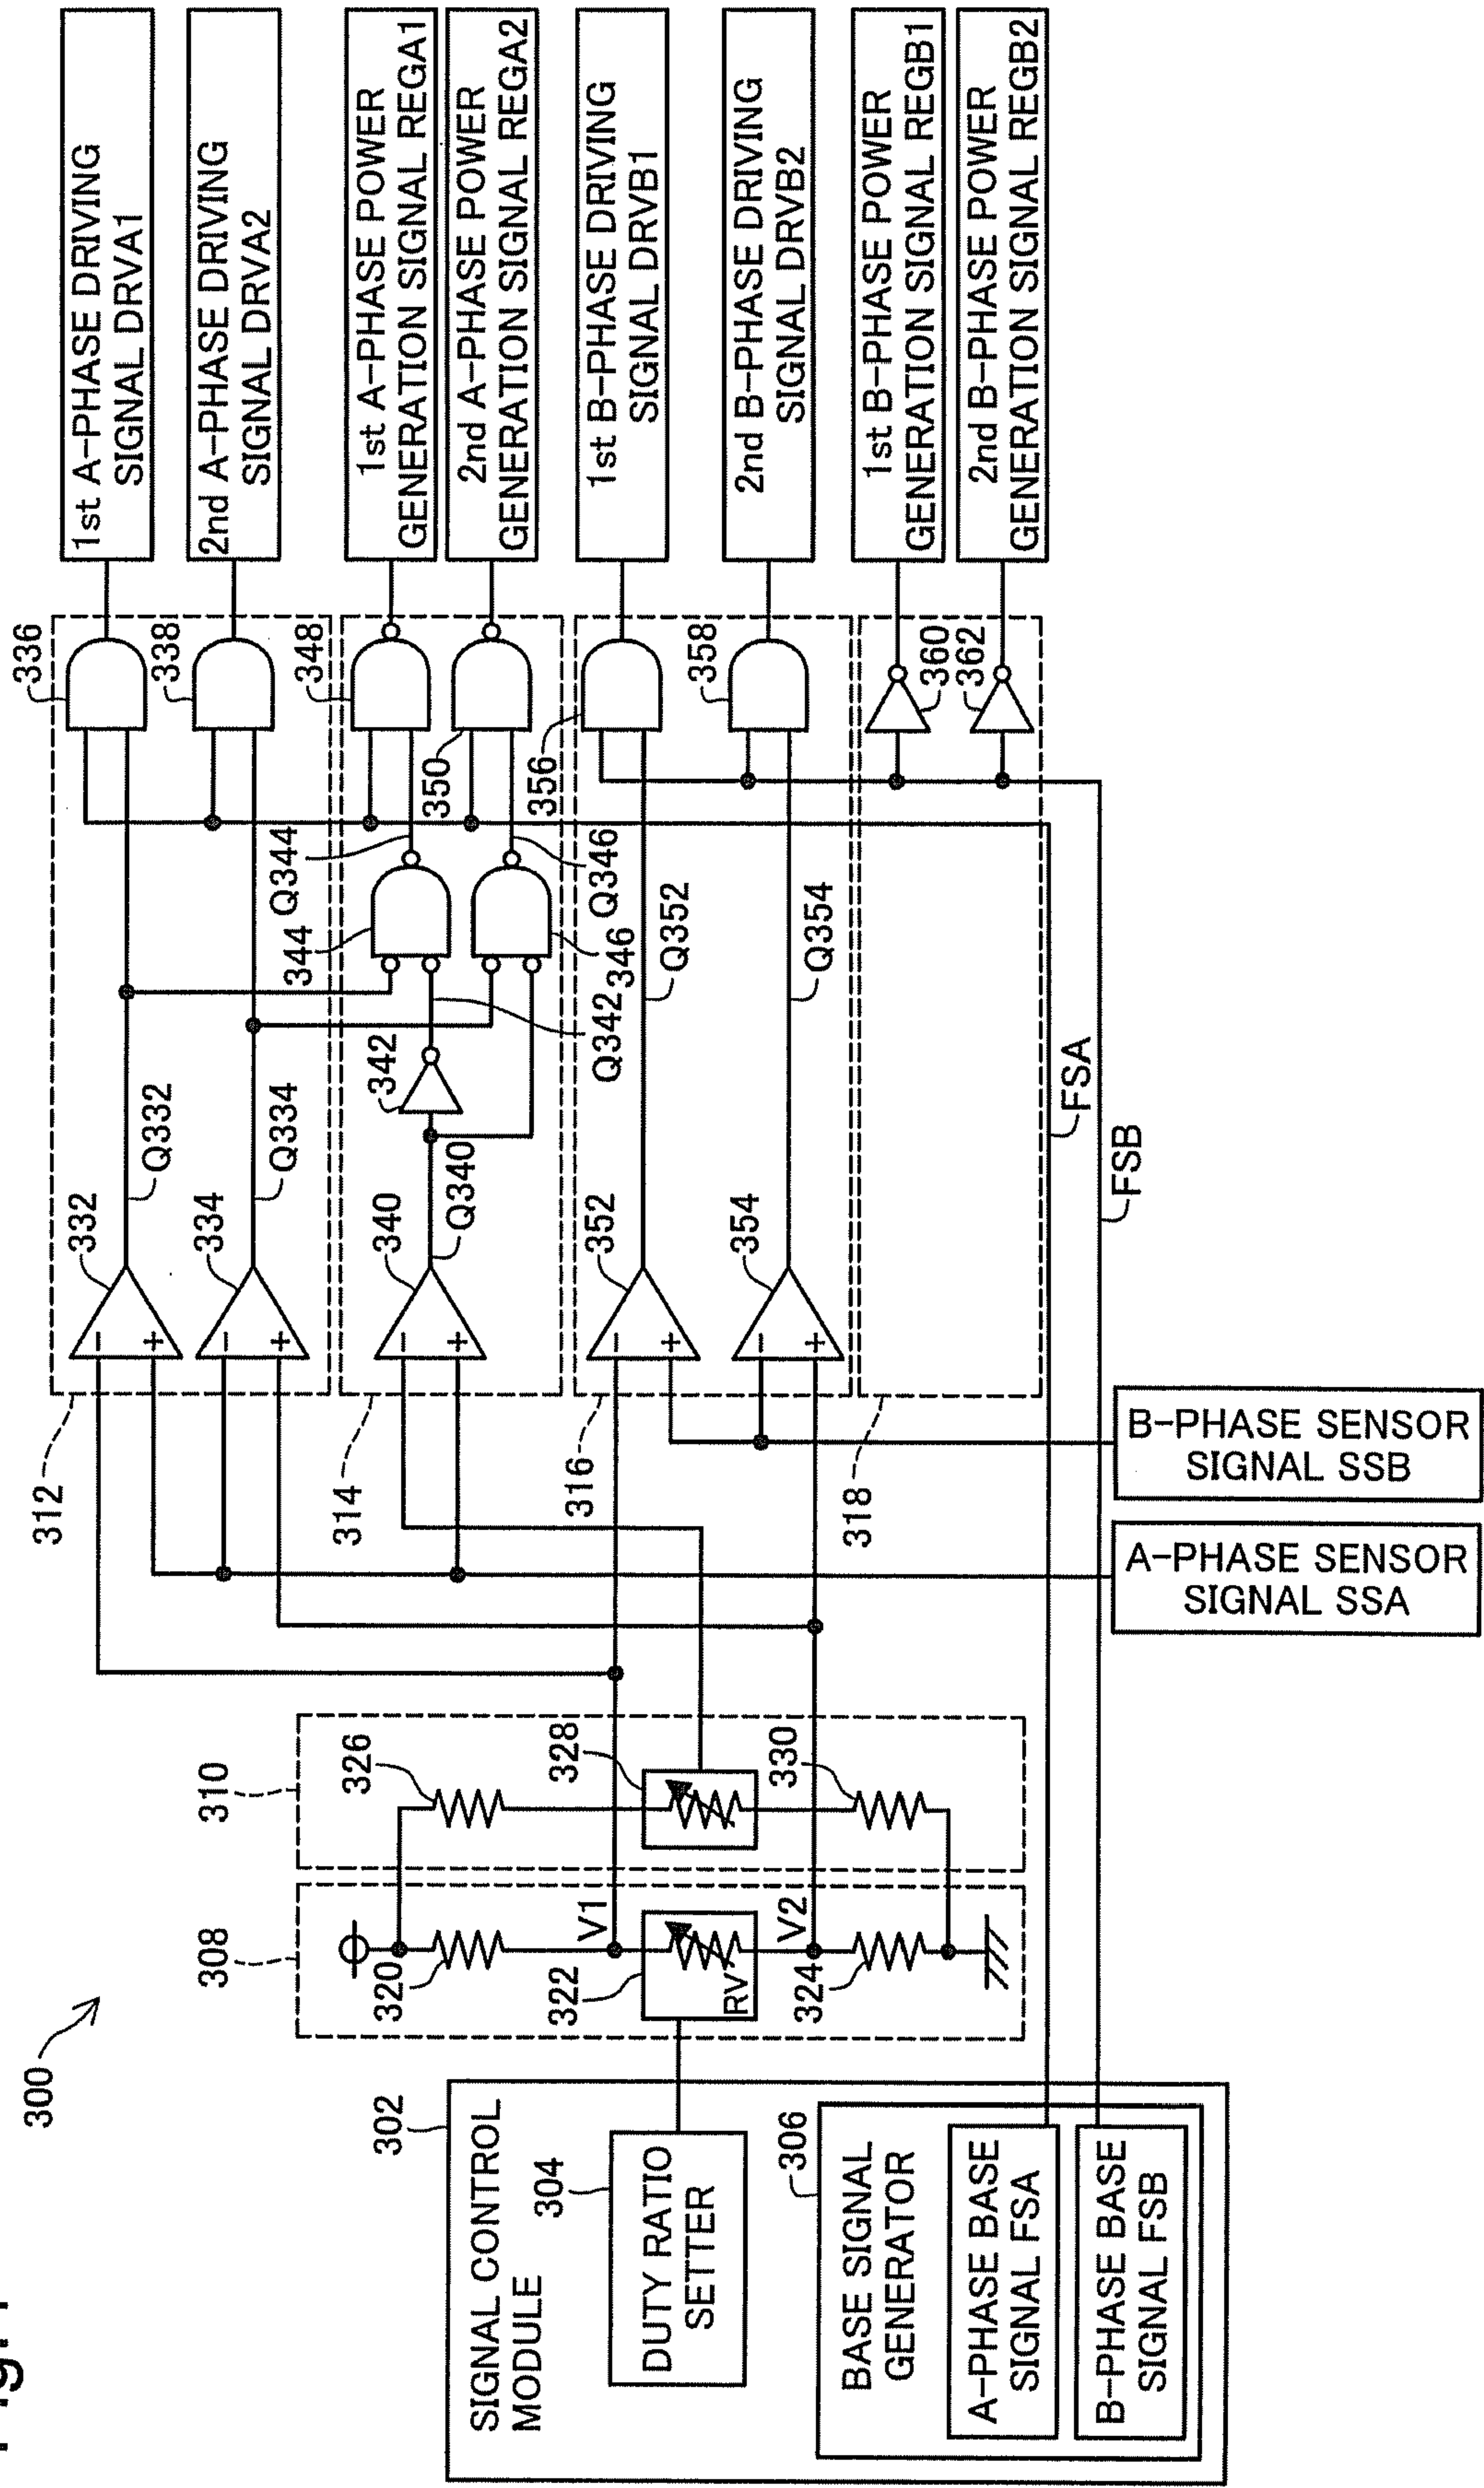 300
302
SIGNAL CONTROL
MODULE
304
DUTY RATIO
SETTER
306
BASE SIGNAL
GENERATOR
A-PHASE BASE
SIGNAL FSA
B-PHASE BASE
SIGNAL FSB
308
320
V1
322
RV
V2
324
310
326
328
330
A-PHASE SENSOR
SIGNAL SSA
B-PHASE SENSOR
SIGNAL SSB
312
314
316
318
332
-
+
334
-
+
340
-
+
352
-
+
354
-
+
Q332
Q334
Q340
342
Q342
344
346
Q344
Q346
Q352
Q354
FSA
FSB
336
338
348
350
356
358
360
362
1st A-PHASE DRIVING
SIGNAL DRVA1
2nd A-PHASE DRIVING
SIGNAL DRVA2
1st A-PHASE POWER
GENERATION SIGNAL REGA1
2nd A-PHASE POWER
GENERATION SIGNAL REGA2
1st B-PHASE DRIVING
SIGNAL DRVB1
2nd B-PHASE DRIVING
SIGNAL DRVB2
1st B-PHASE POWER
GENERATION SIGNAL REGB1
2nd B-PHASE POWER
GENERATION SIGNAL REGB2